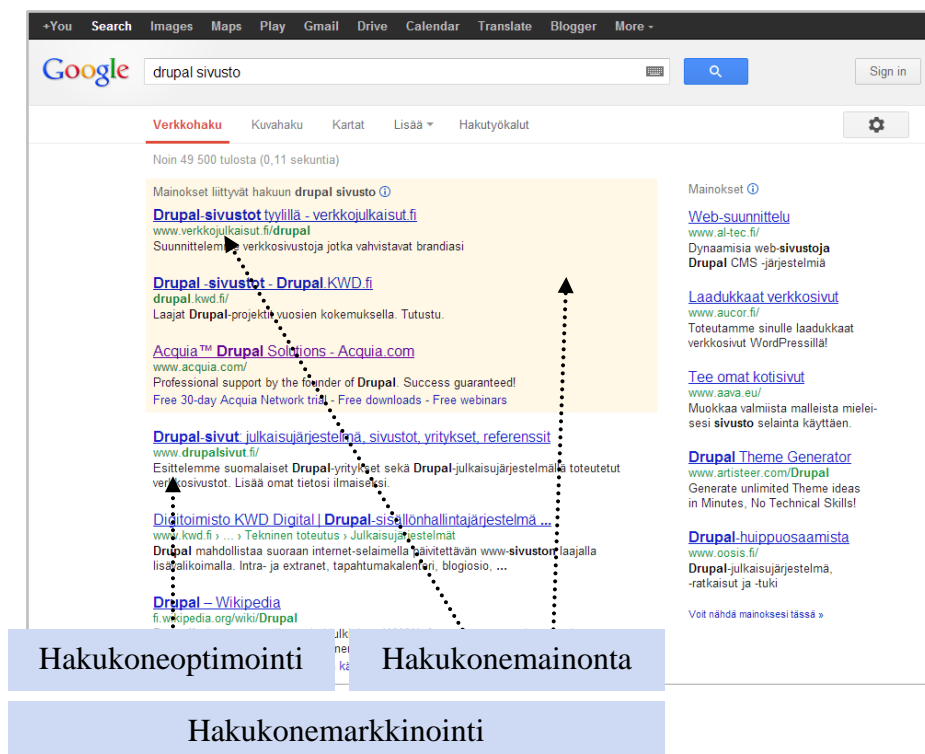 +You Search Images Maps Play Gmail Drive Calendar Translate Blogger More
Google drupal sivusto Sign in
Verkkohaku Kuvahaku Kartat Lisää Hakutyökalut
Noin 49 500 tulosta (0,11 sekuntia)
Mainokset liittyvät hakuun drupal sivusto
Drupal-sivustot tyylillä - verkkojulkaisut.fi
www.verkkojulkaisut.fi/drupal
Suunnittelemme verkkosivustoja jotka vahvistavat brandiasi
Drupal -sivustot - Drupal.KWD.fi
drupal.kwd.fi/
Laajat Drupal-projektit vuosien kokemuksella. Tutustu.
Acquia™ Drupal Solutions - Acquia.com
www.acquia.com/
Professional support by the founder of Drupal. Success guaranteed!
Free 30-day Acquia Network trial - Free downloads - Free webinars
Drupal-sivut: julkaisujärjestelmä, sivustot, yritykset, referenssit
www.drupalsivut.fi/
Esittelemme suomalaiset Drupal-yritykset sekä Drupal-julkaisujärjestelmällä toteutetut
verkkosivustot. Lisää omat tietosi ilmaiseksi.
Digitoimisto KWD Digital | Drupal-sisällönhallintajärjestelmä ...
www.kwd.fi › ... › Tekninen toteutus › Julkaisujärjestelmät
Drupal mahdollistaa suoraan internet-selaimella päivitettävän www-sivuston laajalla
lisävalikoimalla. Intra- ja extranet, tapahtumakalenteri, blogiosio, ...
Drupal – Wikipedia
fi.wikipedia.org/wiki/Drupal
Mainokset
Web-suunnittelu
www.al-tec.fi/
Dynaamisia web-sivustoja
Drupal CMS -järjestelmiä
Laadukkaat verkkosivut
www.aucor.fi/
Toteutamme sinulle laadukkaat
verkkosivut WordPressillä!
Tee omat kotisivut
www.aava.eu/
Muokkaa valmiista malleista mielei-
sesi sivusto selainta käyttäen.
Drupal Theme Generator
www.artisteer.com/Drupal
Generate unlimited Theme ideas
in Minutes, No Technical Skills!
Drupal-huippuosaamista
www.oosis.fi/
Drupal-julkaisujärjestelmä,
-ratkaisut ja -tuki
Voit nähdä mainoksesi tässä »
Hakukoneoptimointi Hakukonemainonta
Hakukonemarkkinointi